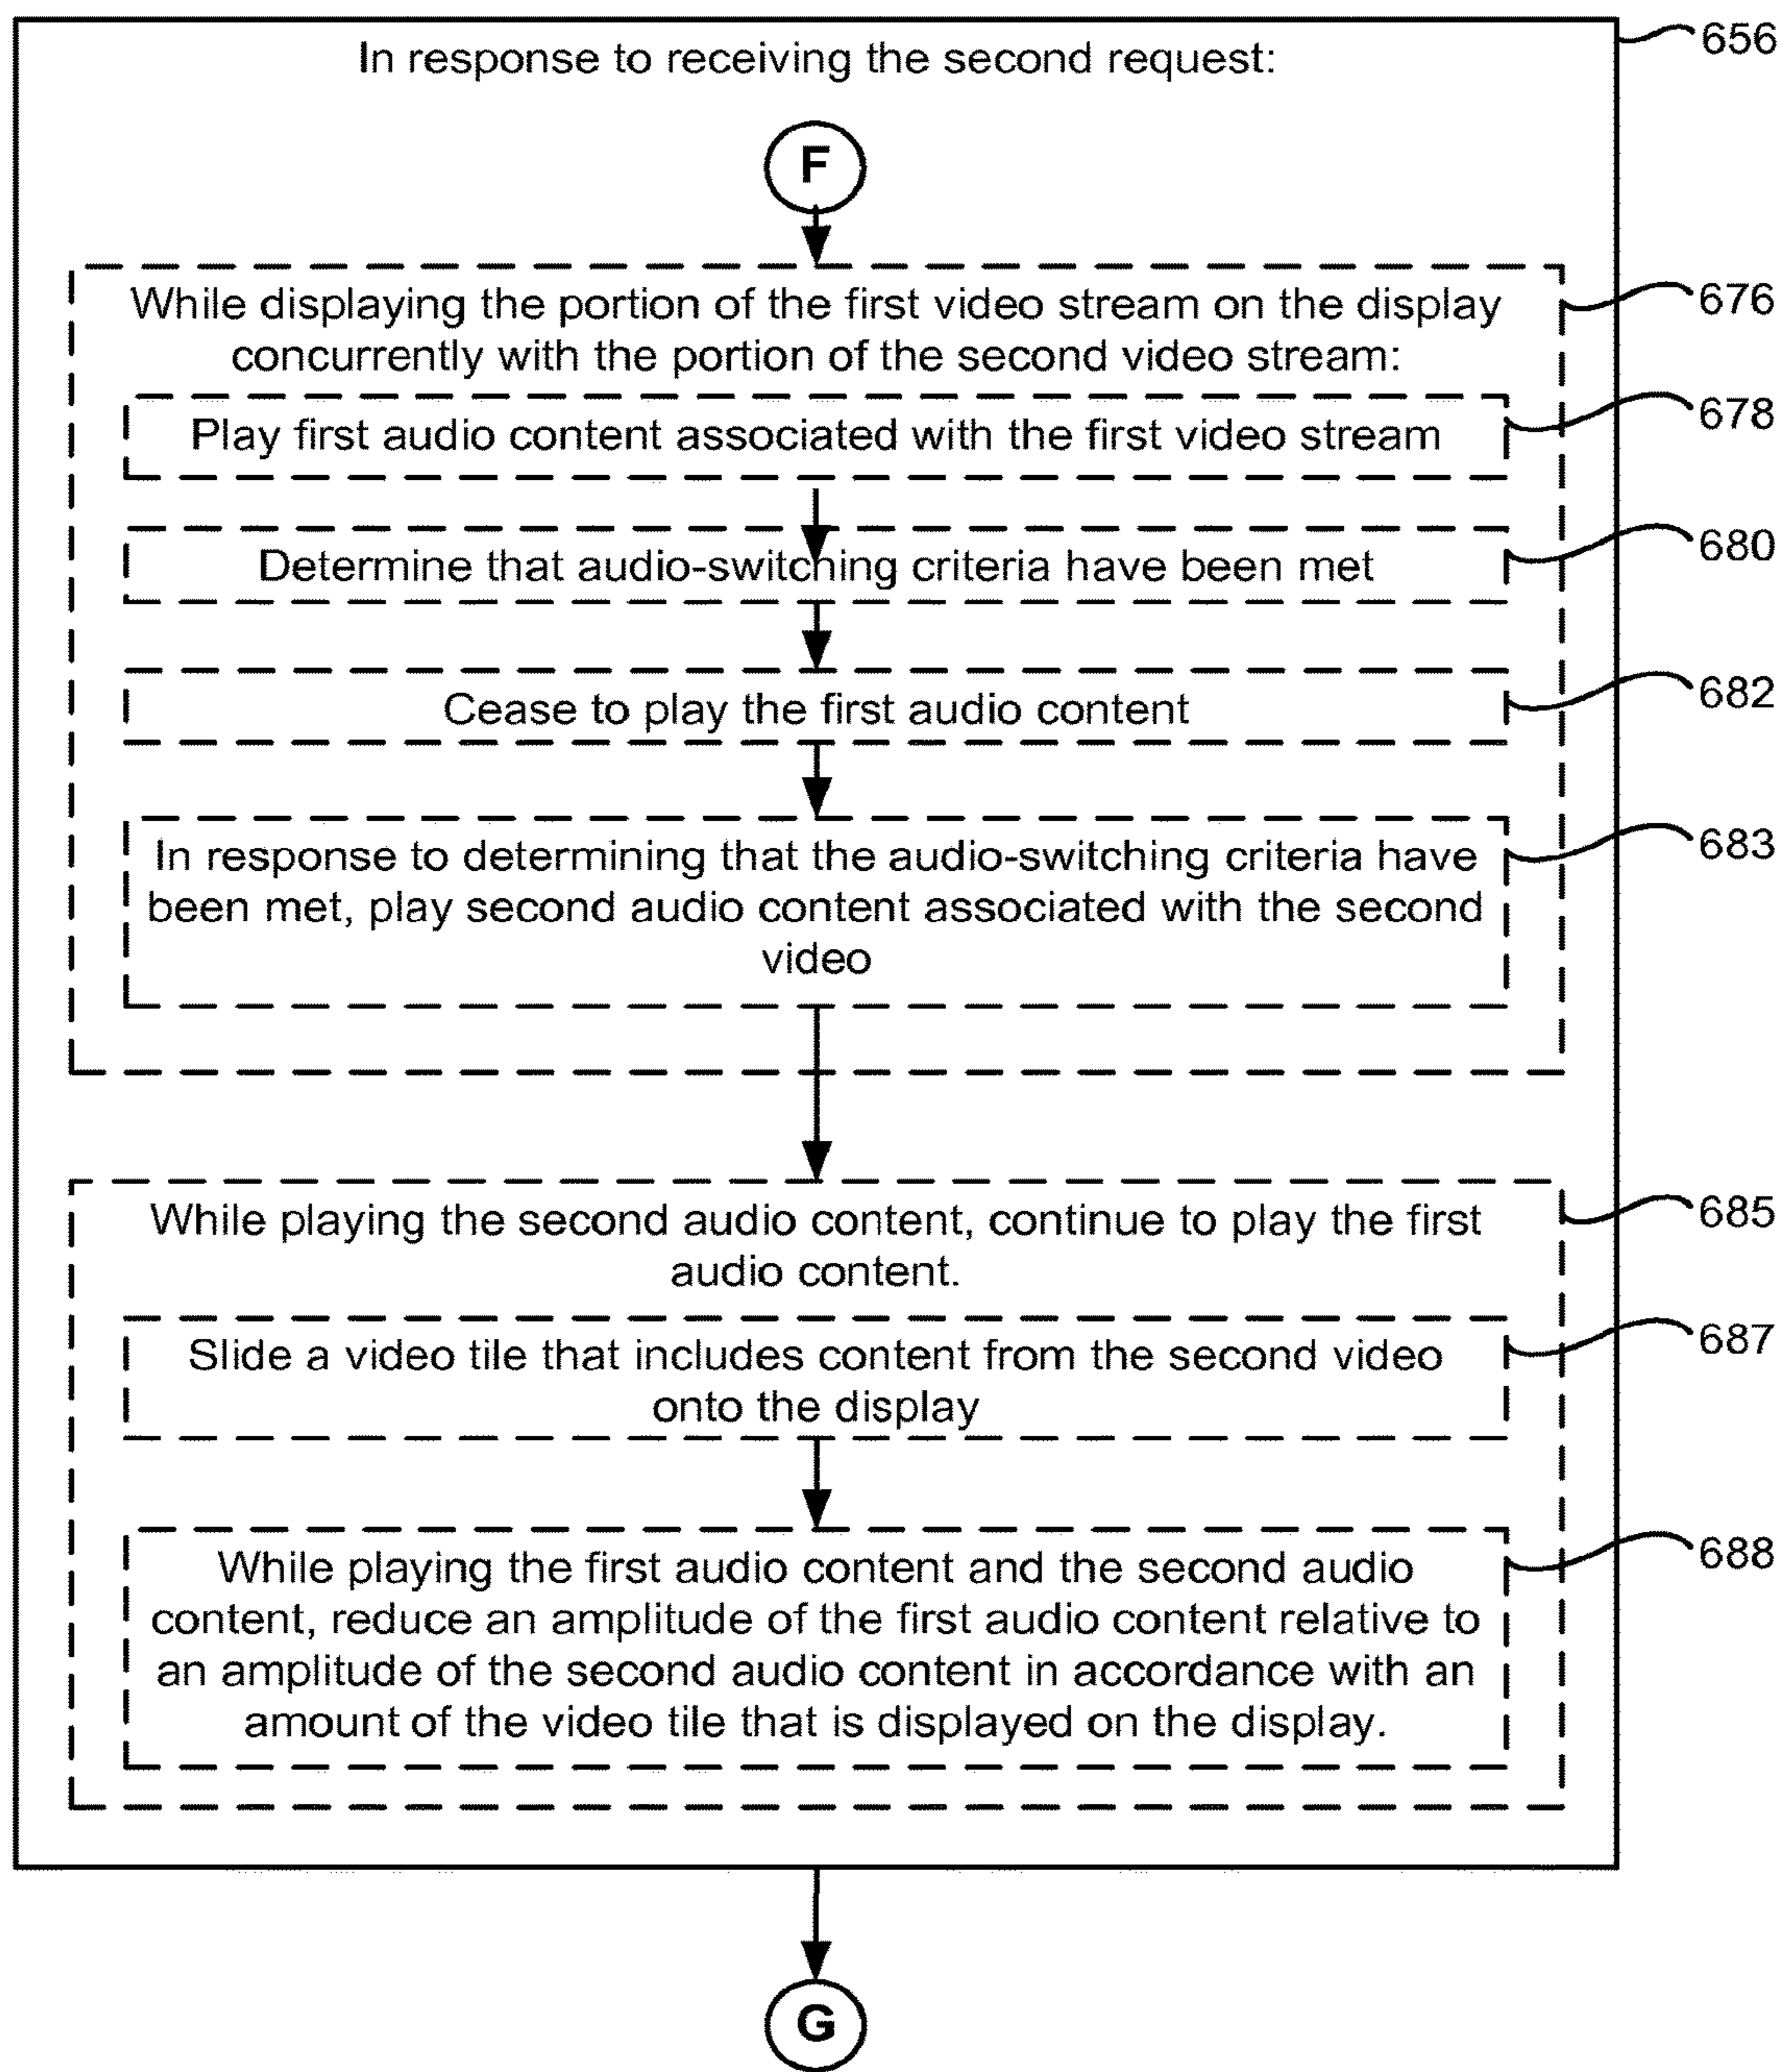 In response to receiving the second request:
656
F
While displaying the portion of the first video stream on the display
concurrently with the portion of the second video stream:
676
Play first audio content associated with the first video stream
678
Determine that audio-switching criteria have been met
680
Cease to play the first audio content
682
In response to determining that the audio-switching criteria have
been met, play second audio content associated with the second
video
683
While playing the second audio content, continue to play the first
audio content.
685
Slide a video tile that includes content from the second video
onto the display
687
While playing the first audio content and the second audio
content, reduce an amplitude of the first audio content relative to
an amplitude of the second audio content in accordance with an
amount of the video tile that is displayed on the display.
688
G